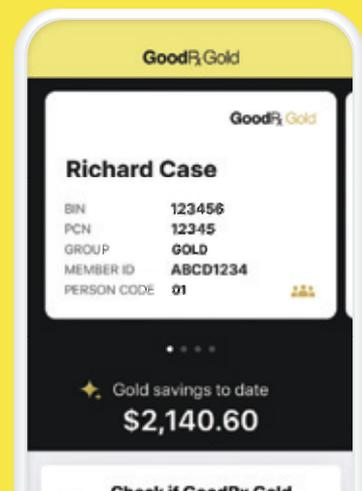 GoodRx Gold
GoodRx Gold
Richard Case
BIN 123456
PCN 12345
GROUP GOLD
MEMBER ID ABCD1234
PERSON CODE 01
Gold savings to date
$2,140.60
Check if GoodRx Gold